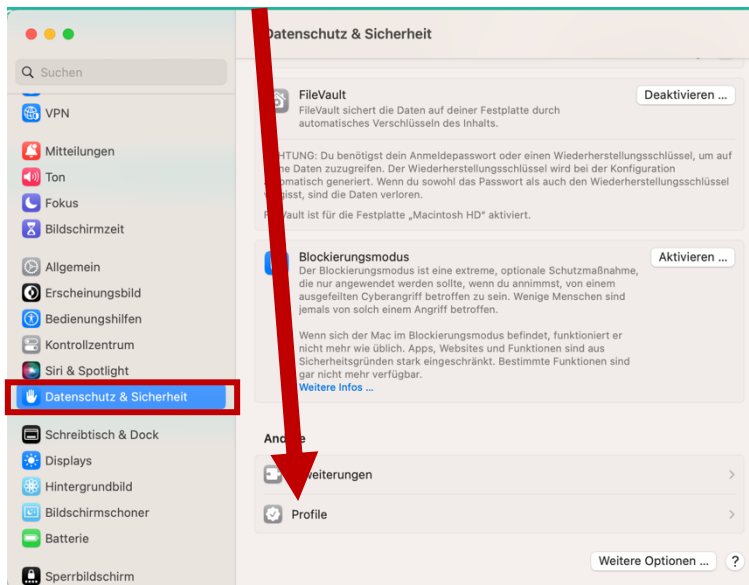 Datenschutz & Sicherheit
Suchen
VPN
Mitteilungen
Ton
Fokus
Bildschirmzeit
Allgemein
Erscheinungsbild
Bedienungshilfen
Kontrollzentrum
Siri & Spotlight
Datenschutz & Sicherheit
Schreibtisch & Dock
Displays
Hintergrundbild
Bildschirmschoner
Batterie
Sperrbildschirm
FileVault
Deaktivieren ...
FileVault sichert die Daten auf deiner Festplatte durch
automatisches Verschlüsseln des Inhalts.
Du benötigst dein Anmeldepasswort oder einen Wiederherstellungsschlüssel, um auf
Daten zuzugreifen. Der Wiederherstellungsschlüssel wird bei der Konfiguration
generiert. Wenn du sowohl das Passwort als auch den Wiederherstellungsschlüssel
sind die Daten verloren.
ist für die Festplatte „Macintosh HD“ aktiviert.
Blockierungsmodus
Aktivieren ...
Der Blockierungsmodus ist eine extreme, optionale Schutzmaßnahme,
die nur angewendet werden sollte, wenn du annimmst, von einem
ausgefeilten Cyberangriff betroffen zu sein. Wenige Menschen sind
jemals von solch einem Angriff betroffen.
Wenn sich der Mac im Blockierungsmodus befindet, funktioniert er
nicht mehr wie üblich. Apps, Websites und Funktionen sind aus
Sicherheitsgründen stark eingeschränkt. Bestimmte Funktionen sind
gar nicht mehr verfügbar.
Weitere Infos ...
Profile
Weitere Optionen ...
?